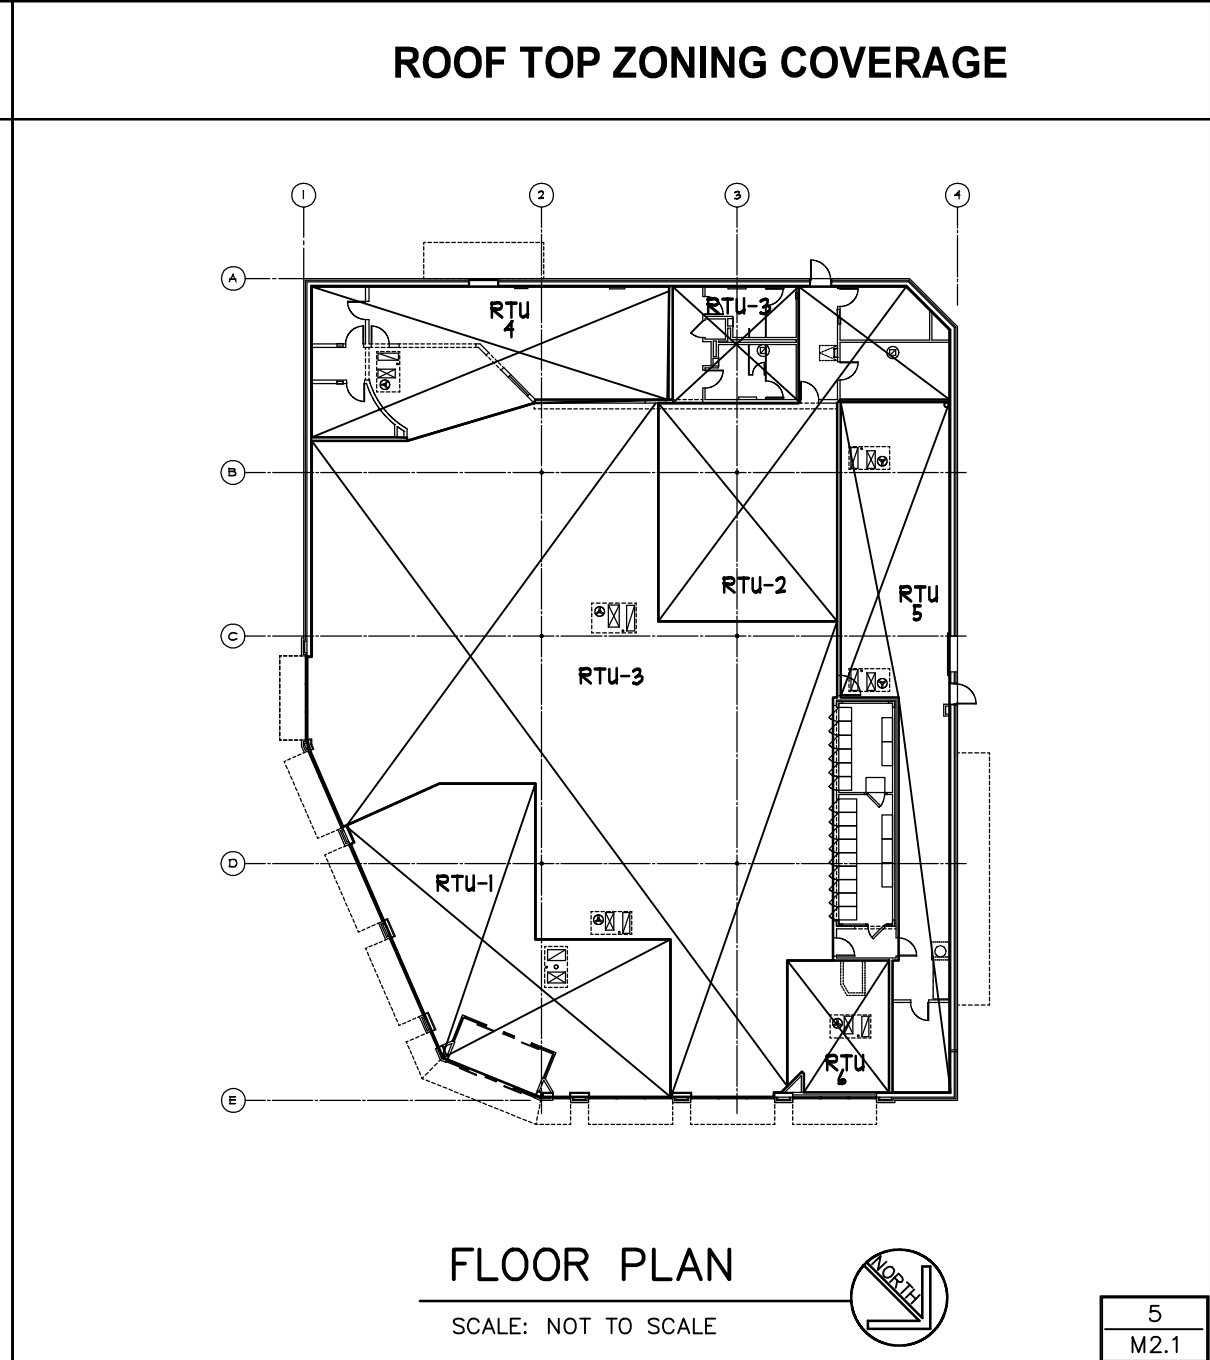 ROOF TOP ZONING COVERAGE
1
2
3
4
A
RTU
4
RTU-3
B
RTU-2
RTU
5
C
RTU-3
D
RTU-1
RTU
6
E
FLOOR PLAN
NORTH
SCALE: NOT TO SCALE
5
M2.1